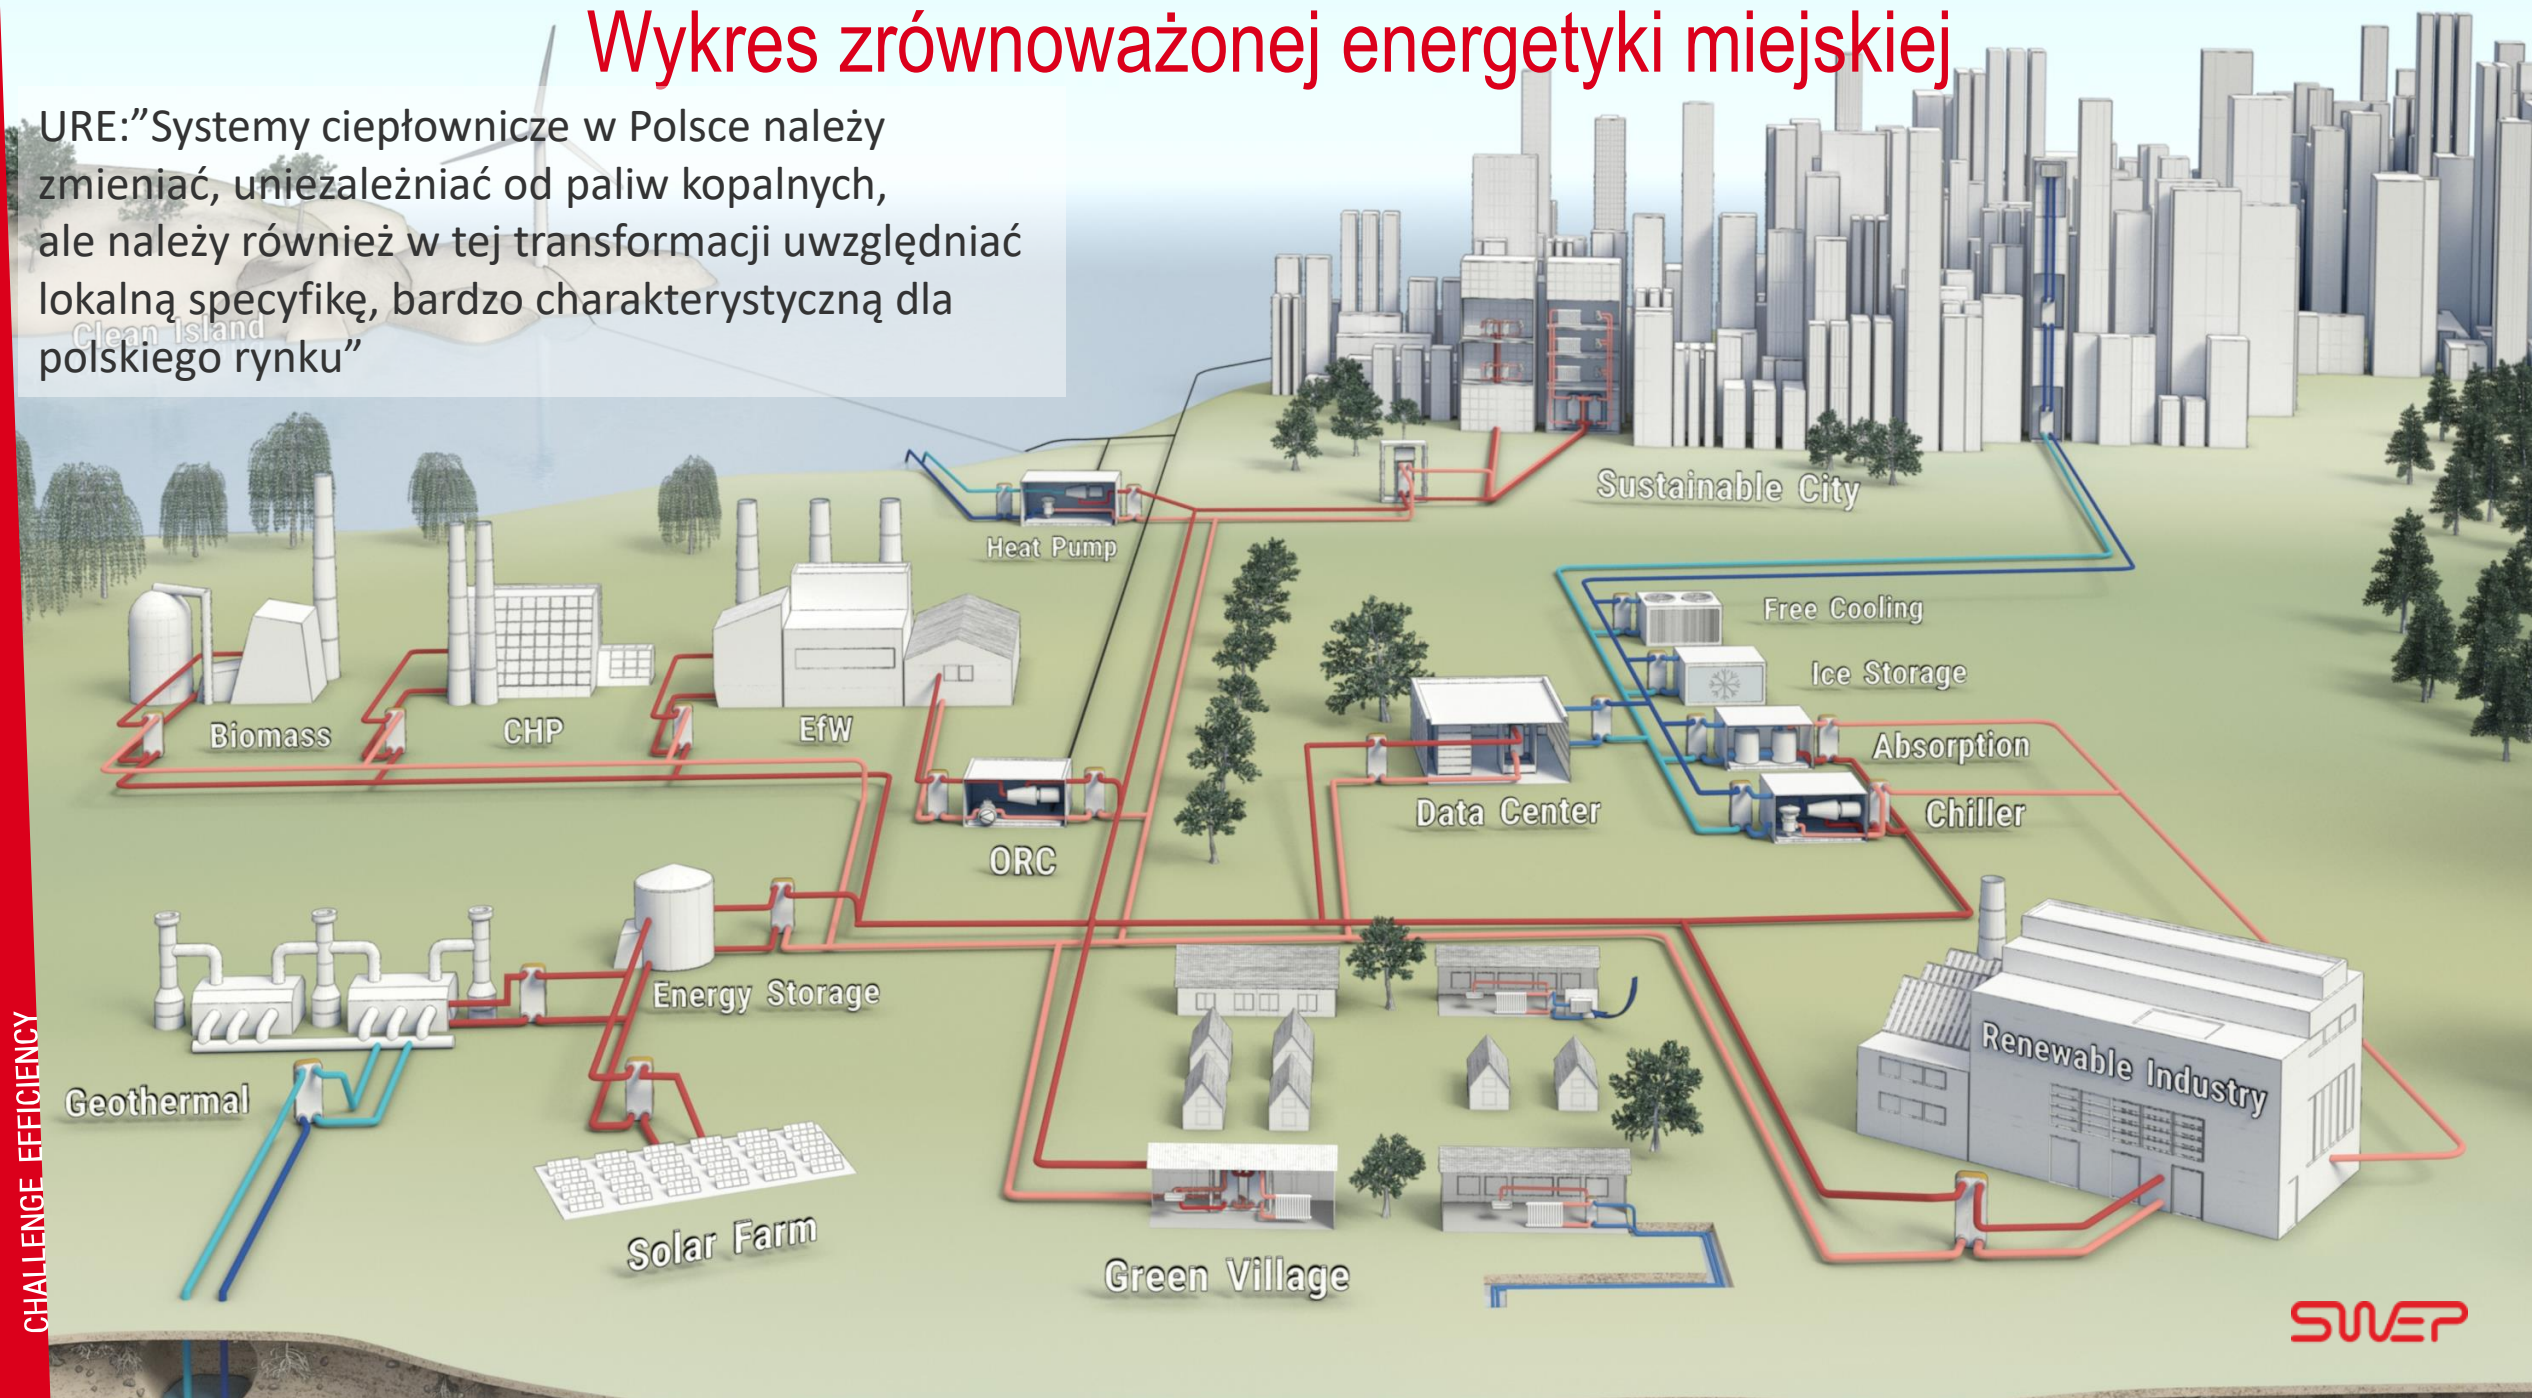 Wykres zrównoważonej energetyki miejskiej
URE:”Systemy ciepłownicze w Polsce należy
zmieniać, uniezależniać od paliw kopalnych,
ale należy również w tej transformacji uwzględniać
lokalną specyfikę, bardzo charakterystyczną dla
polskiego rynku”
Clean Island
Sustainable City
Heat Pump
Free Cooling
Ice Storage
Biomass
CHP
EfW
Absorption
Data Center
Chiller
ORC
Energy Storage
Geothermal
Renewable Industry
Solar Farm
Green Village
CHALLENGE EFFICIENCY
SWEP